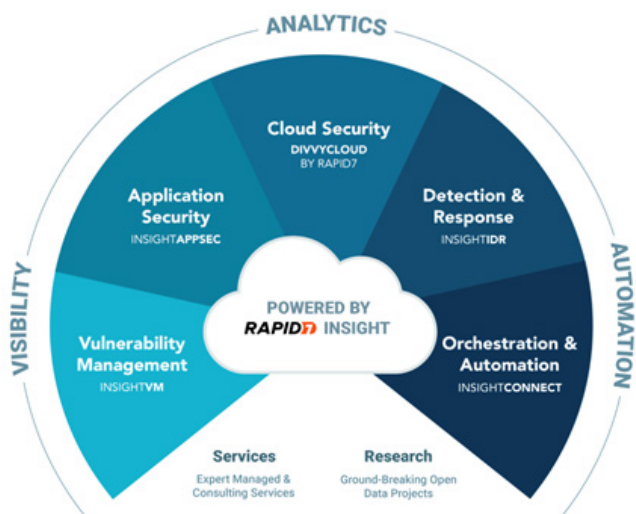 ANALYTICS
VISIBILITY
AUTOMATION
Cloud Security
DIVVYCLOUD
BY RAPID7
Application
Security
INSIGHTAPPSEC
Detection &
Response
INSIGHTIDR
Vulnerability
Management
INSIGHTVM
POWERED BY
RAPID7 INSIGHT
Orchestration &
Automation
INSIGHTCONNECT
Services
Expert Managed &
Consulting Services
Research
Ground-Breaking Open
Data Projects